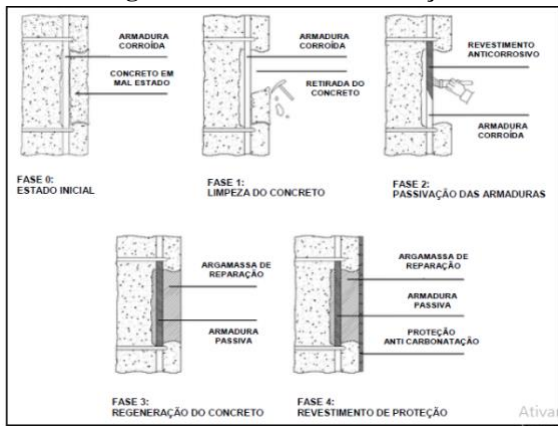 ARMADURA
CORROÍDA
CONCRETO EM
MAL ESTADO
FASE 0:
ESTADO INICIAL
ARMADURA
CORROÍDA
RETIRADA DO
CONCRETO
FASE 1:
LIMPEZA DO CONCRETO
REVESTIMENTO
ANTICORROSIVO
ARMADURA
CORROÍDA
FASE 2:
PASSIVAÇÃO DAS ARMADURAS
ARGAMASSA DE
REPARAÇÃO
ARMADURA
PASSIVA
FASE 3:
REGENERAÇÃO DO CONCRETO
ARGAMASSA DE
REPARAÇÃO
ARMADURA
PASSIVA
PROTEÇÃO
ANTI CARBONATAÇÃO
FASE 4:
REVESTIMENTO DE PROTEÇÃO
Ativar